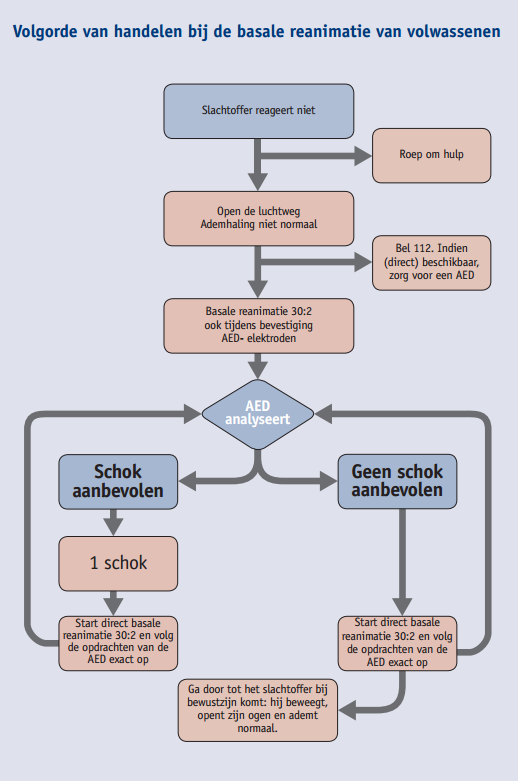 Volgorde van handelen bij de basale reanimatie van volwassenen
Slachtoffer reageert niet
Roep om hulp
Open de luchtweg
Ademhaling niet normaal
Bel 112. Indien
(direct) beschikbaar,
zorg voor een AED
Basale reanimatie 30:2
ook tijdens bevestiging
AED- elektroden
AED
analyseert
Schok
aanbevolen
Geen schok
aanbevolen
1 schok
Start direct basale
reanimatie 30:2 en volg
de opdrachten van de
AED exact op
Start direct basale
reanimatie 30:2 en volg
de opdrachten van de
AED exact op
Ga door tot het slachtoffer bij
bewustzijn komt: hij beweegt,
opent zijn ogen en ademt
normaal.